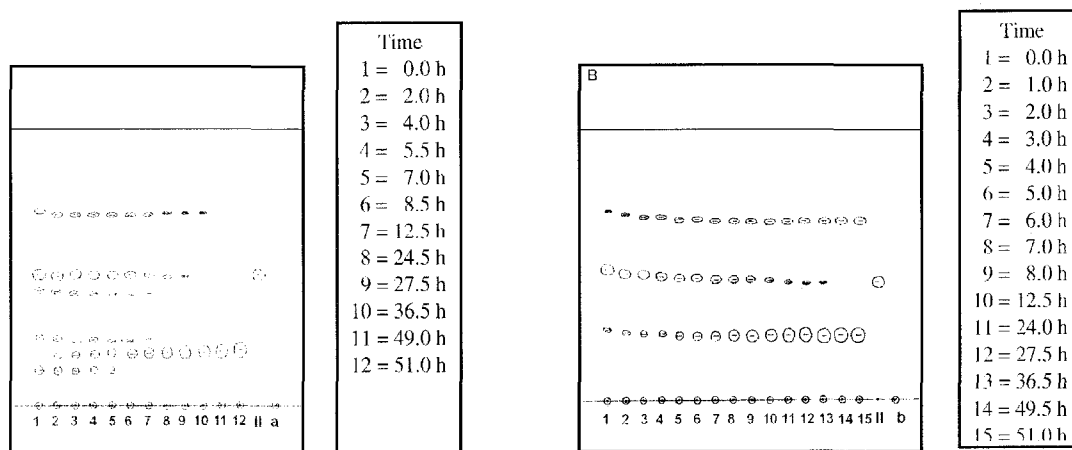 Time
1 = 0.0 h
2 = 2.0 h
3 = 4.0 h
4 = 5.5 h
5 = 7.0 h
6 = 8.5 h
7 = 12.5 h
8 = 24.5 h
9 = 27.5 h
10 = 36.5 h
11 = 49.0 h
12 = 51.0 h
1 2 3 4 5 6 7 8 9 10 11 12 II a
B
1 2 3 4 5 6 7 8 9 10 11 12 13 14 15 II b
Time
1 = 0.0 h
2 = 1.0 h
3 = 2.0 h
4 = 3.0 h
5 = 4.0 h
6 = 5.0 h
7 = 6.0 h
8 = 7.0 h
9 = 8.0 h
10 = 12.5 h
11 = 24.0 h
12 = 27.5 h
13 = 36.5 h
14 = 49.5 h
15 = 51.0 h